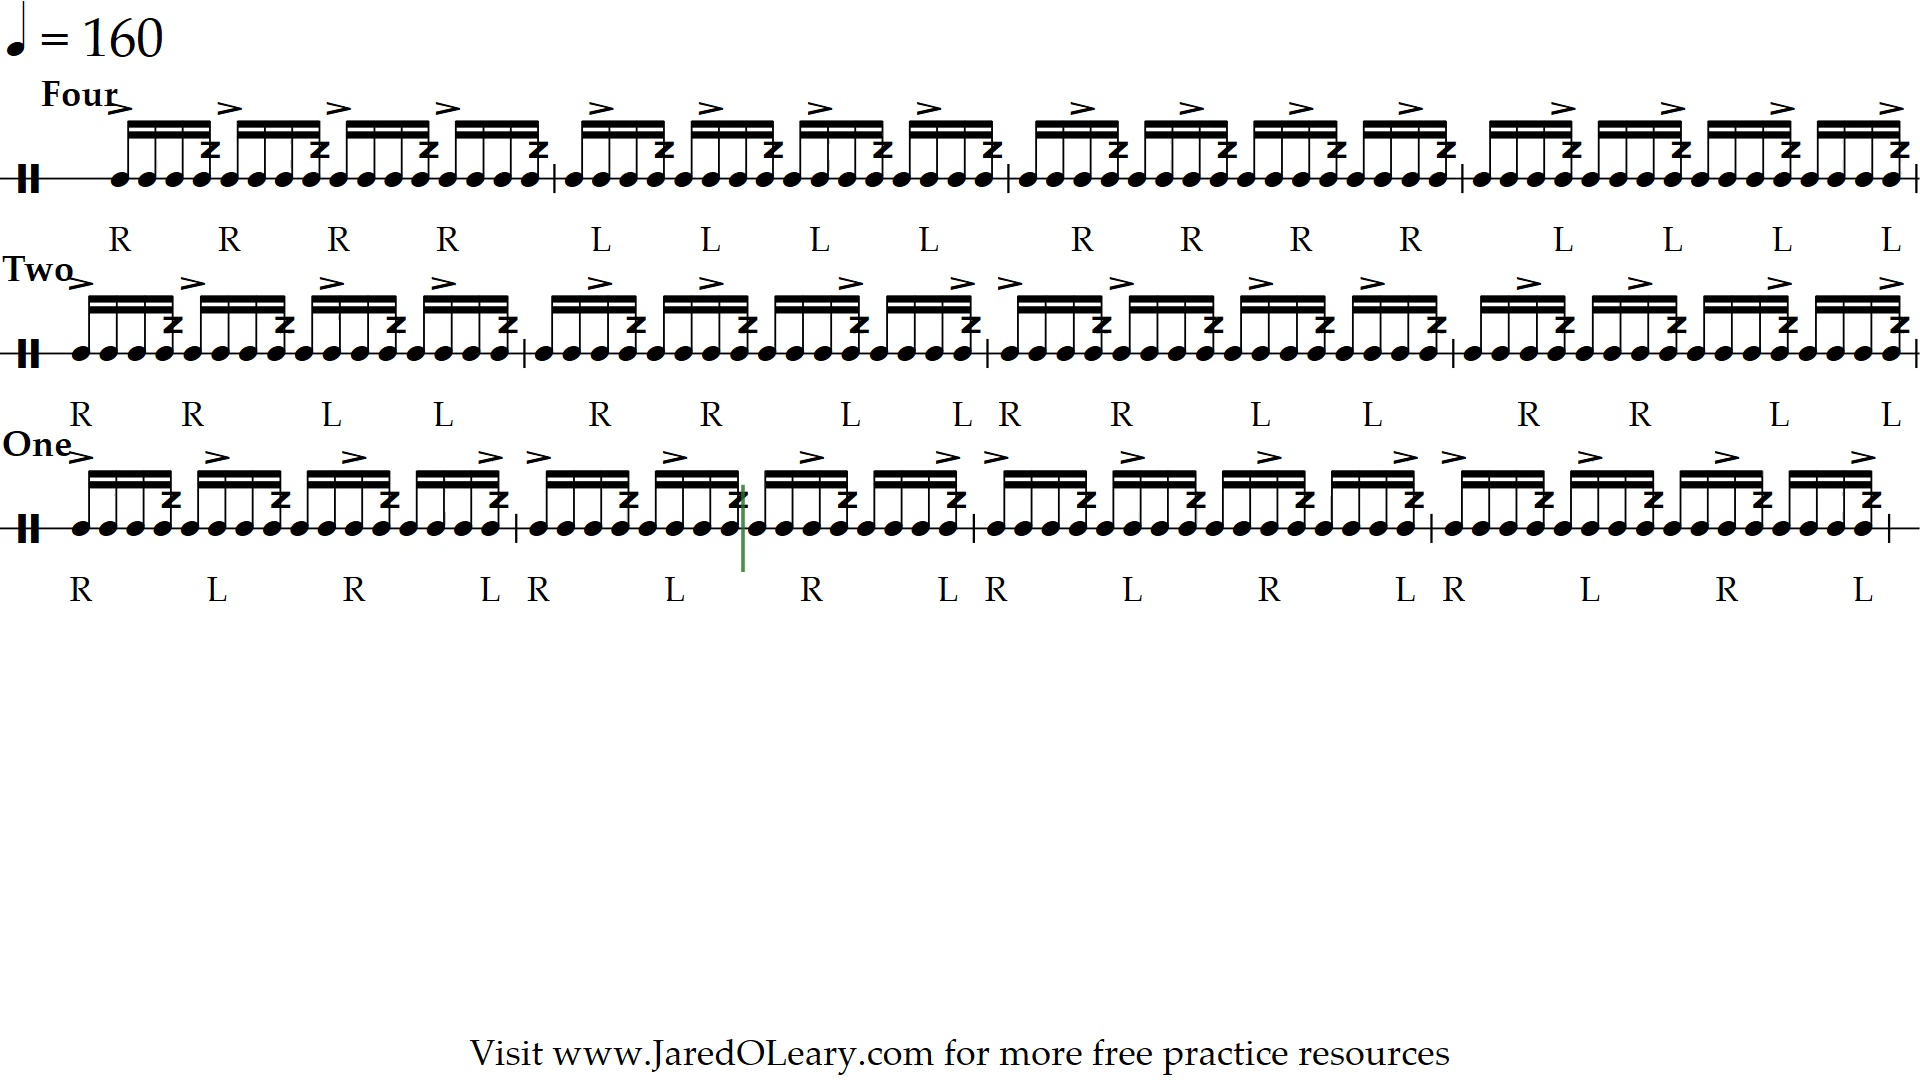 ♩ = 160
Four
R R R R L L L L R R R R L L L L
Two
R R L L R R L L R R L L R R L L
One
R L R L R L R L R L R L R L R L
Visit www.JaredOLeary.com for more free practice resources